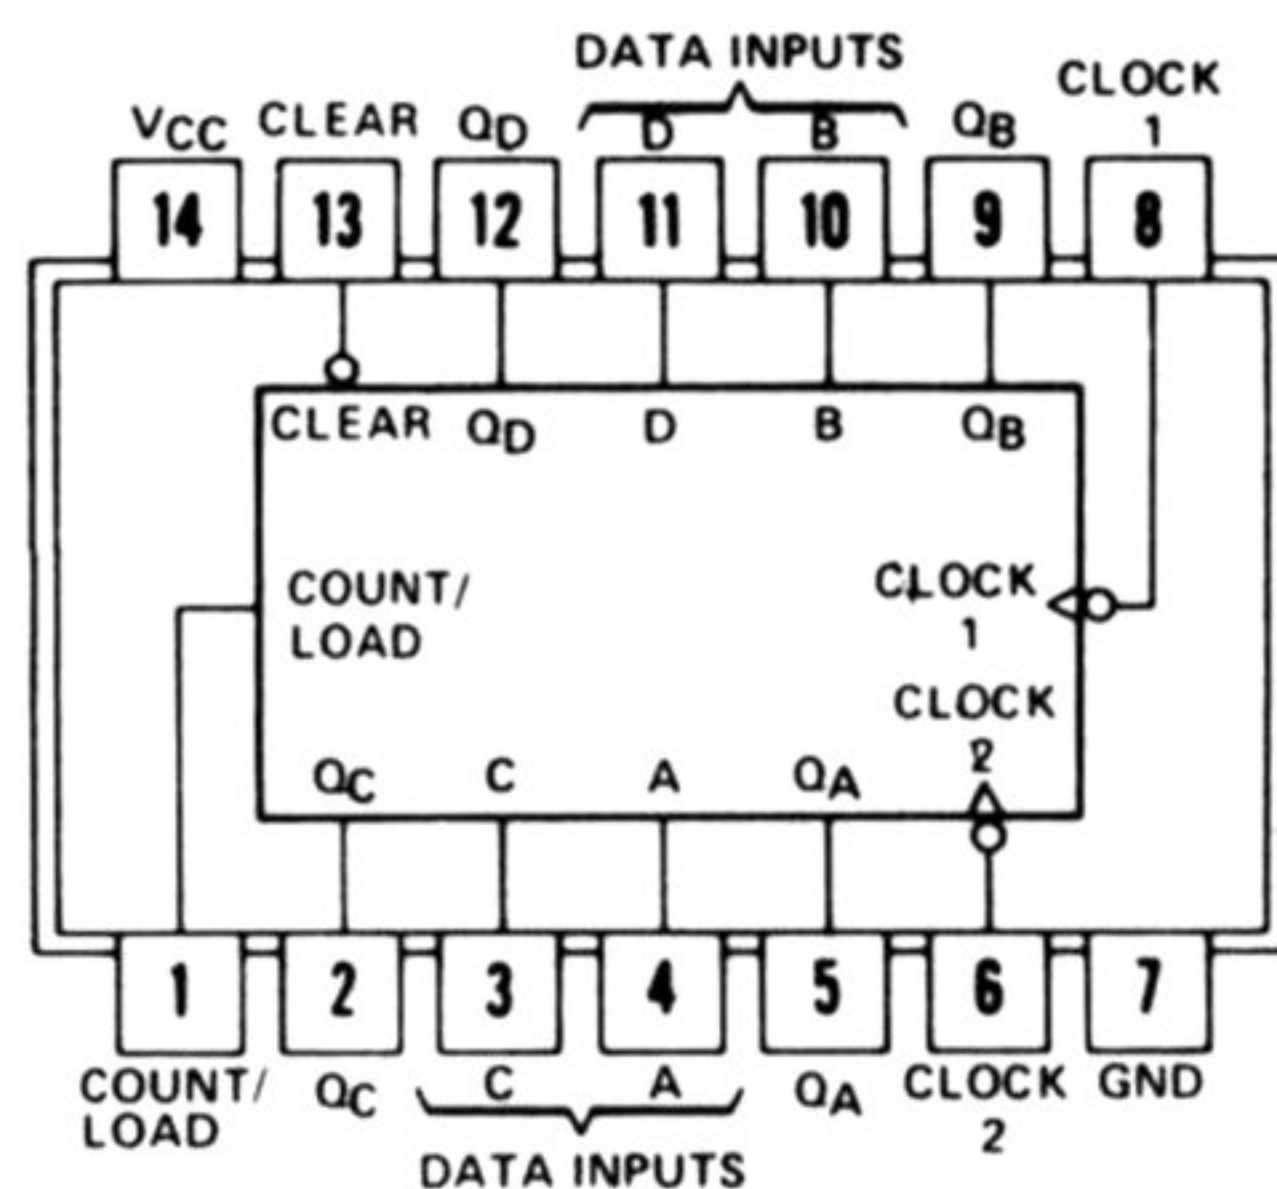 DATA INPUTS
CLOCK
VCC CLEAR QD D B QB 1
14 13 12 11 10 9 8
CLEAR QD D B QB
COUNT/ CLOCK
LOAD 1
CLOCK
2
QC C A QA
1 2 3 4 5 6 7
COUNT/ QC C A QA CLOCK GND
LOAD 2
DATA INPUTS